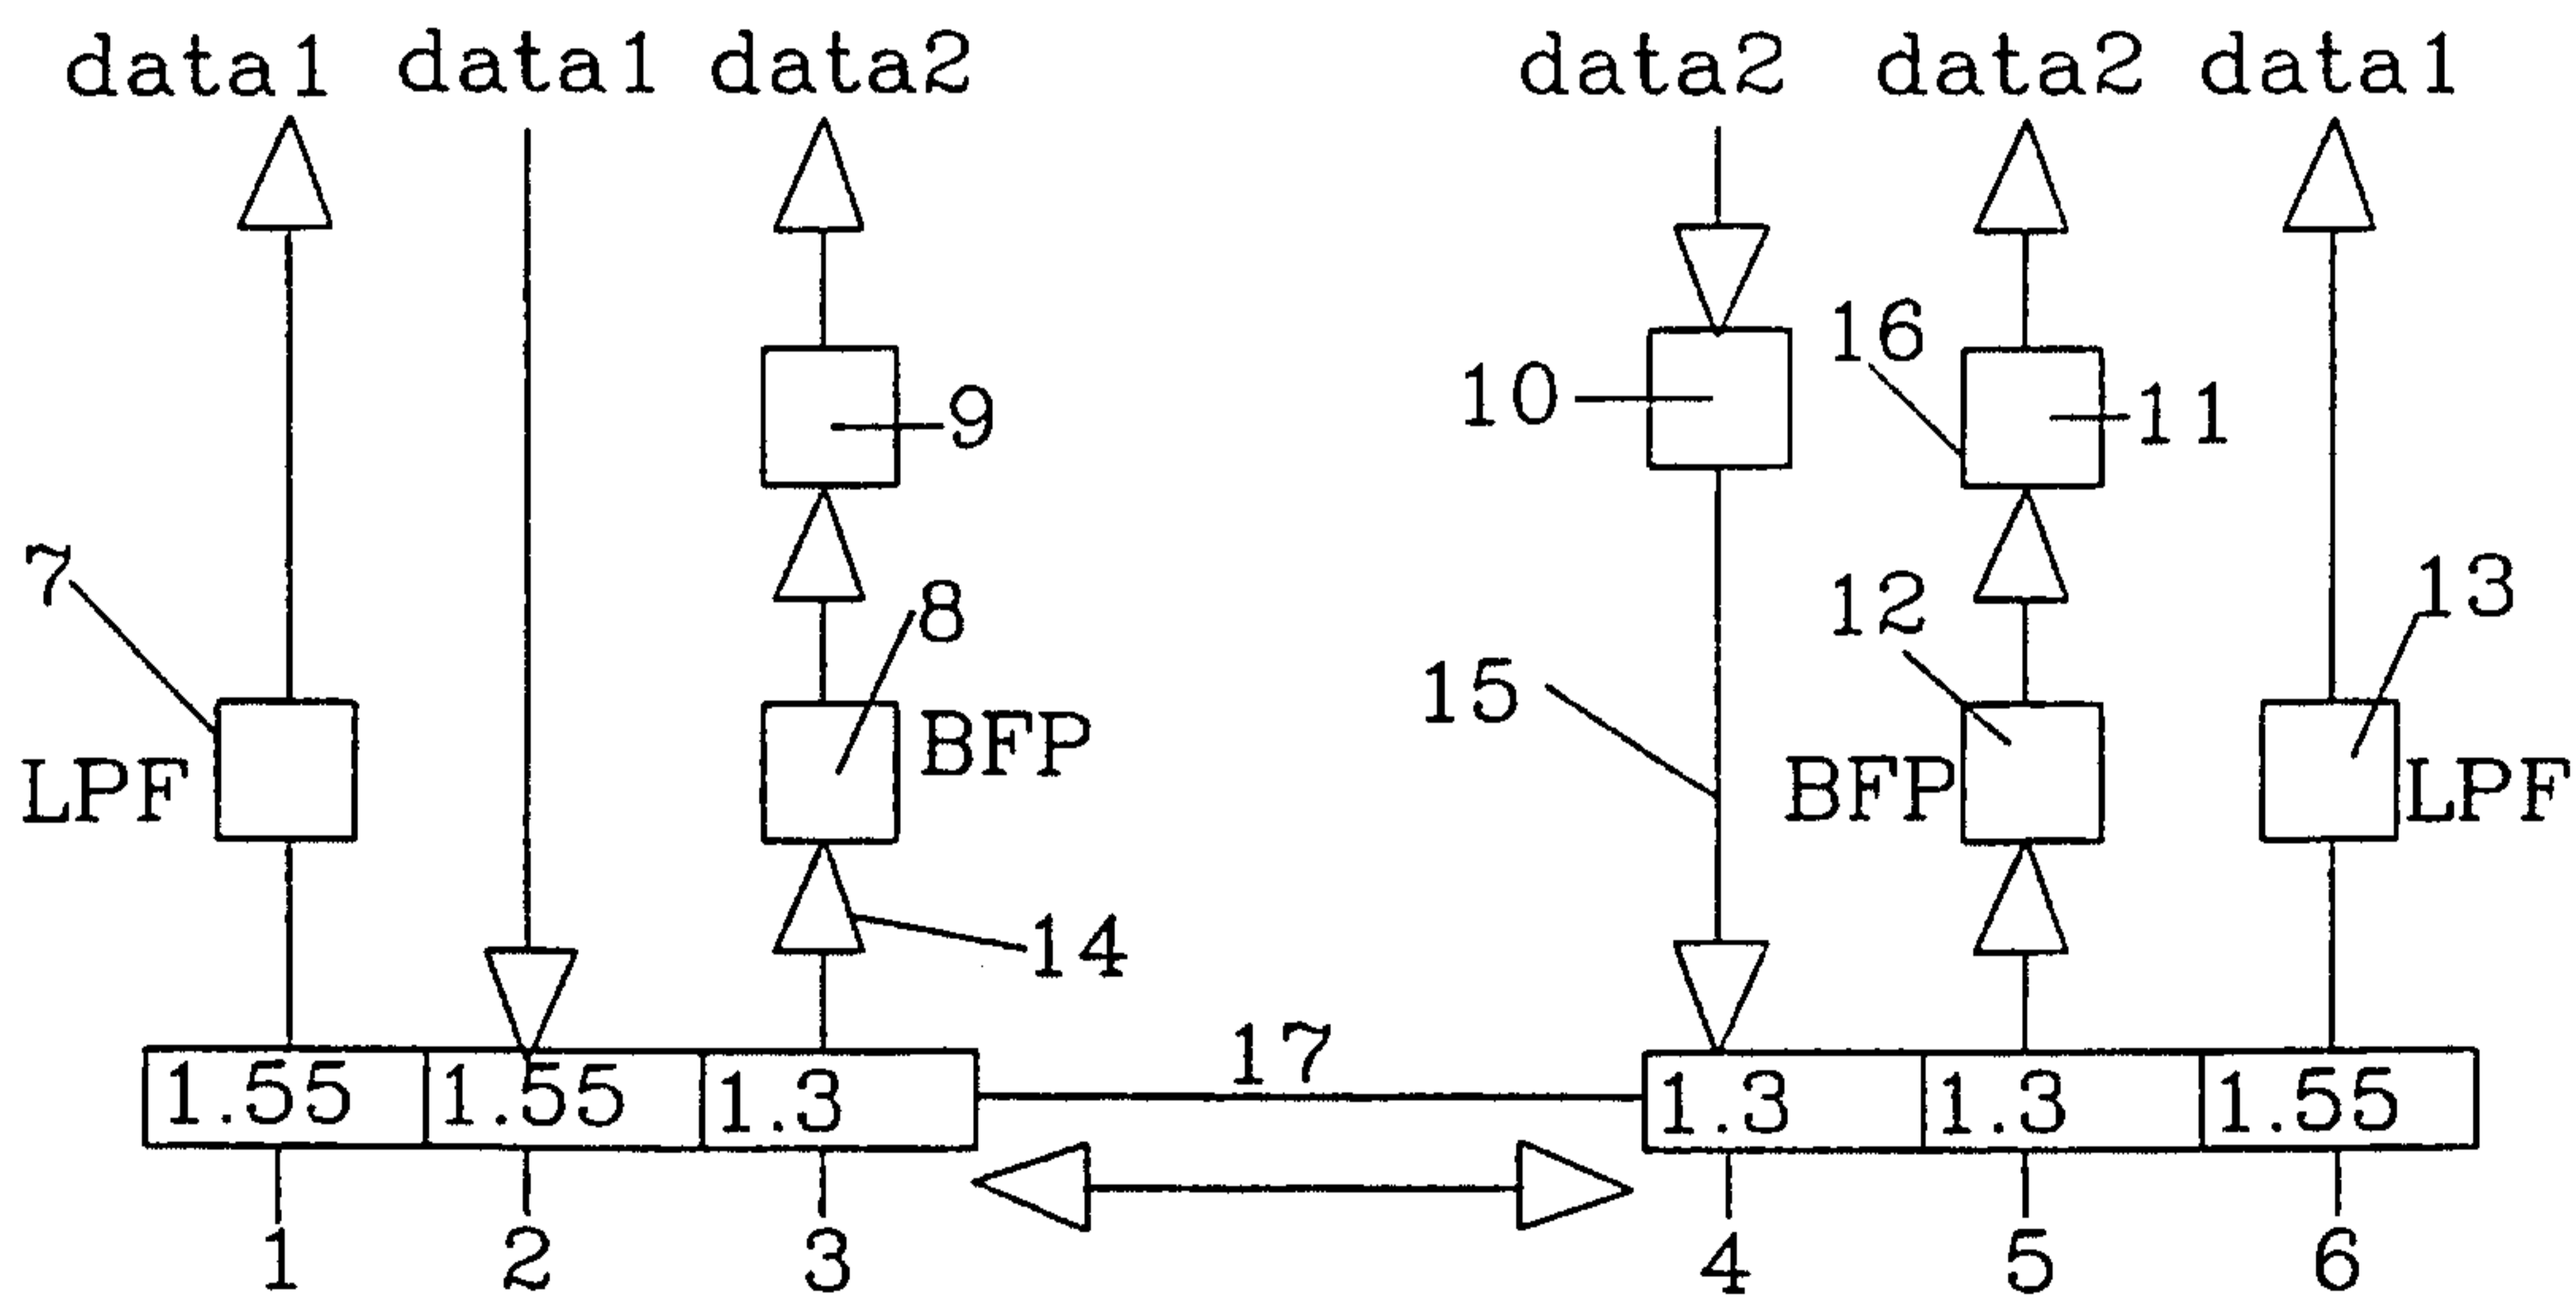 data1 data1 data2 data2 data2 data1
16
10 9 11
7 8 12 13
15
BFP
LPF BFP LPF
14
17
1.55 1.55 1.3 1.3 1.3 1.55
1 2 3 4 5 6